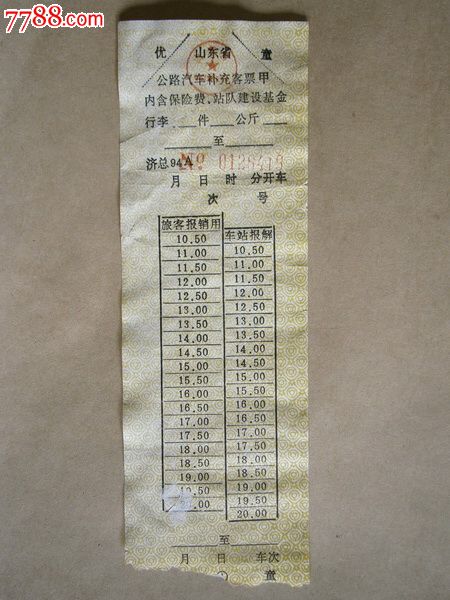 7788.com
优 山东省 童
公路汽车补充客票甲
内含保险费、站队建设基金
行李 件 公斤
至
济总94A № 0128418
月 日 时 分开车
次 号
旅客报销用 车站报解
10.50 10.50
11.00 11.00
11.50 11.50
12.00 12.00
12.50 12.50
13.00 13.00
13.50 13.50
14.00 14.00
14.50 14.50
15.00 15.00
15.50 15.50
16.00 16.00
16.50 16.50
17.00 17.00
17.50 17.50
18.00 18.00
18.50 18.50
19.00 19.00
19.50
20.00
至
月 日 车次
童